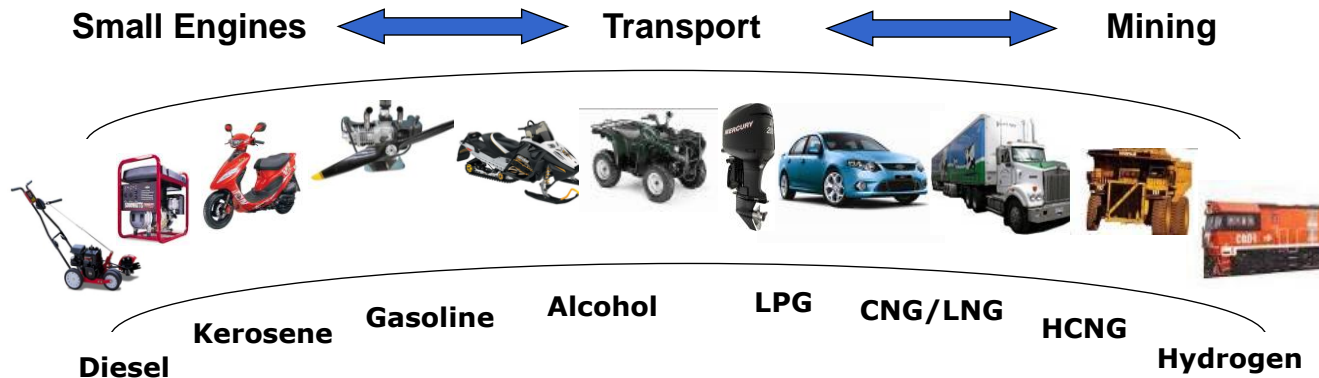 Small Engines Transport Mining
MERCURY
Diesel
Kerosene
Gasoline
Alcohol
LPG
CNG/LNG
HCNG
Hydrogen